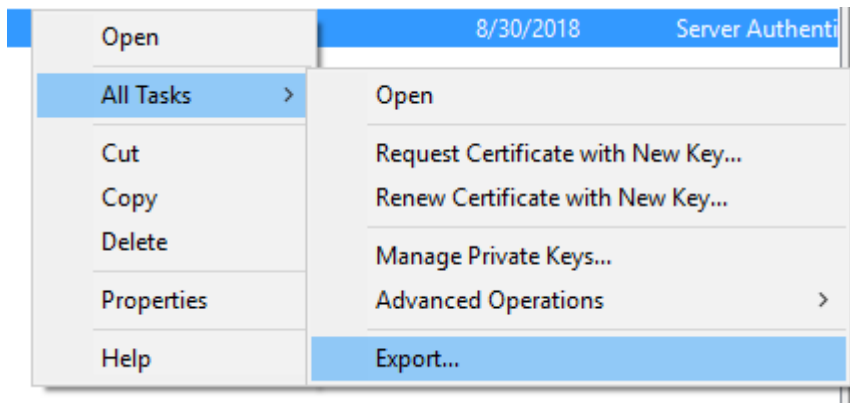 8/30/2018 Server Authenti
Open
All Tasks >
Open
Cut
Request Certificate with New Key...
Copy
Renew Certificate with New Key...
Delete
Manage Private Keys...
Properties
Advanced Operations >
Help
Export...